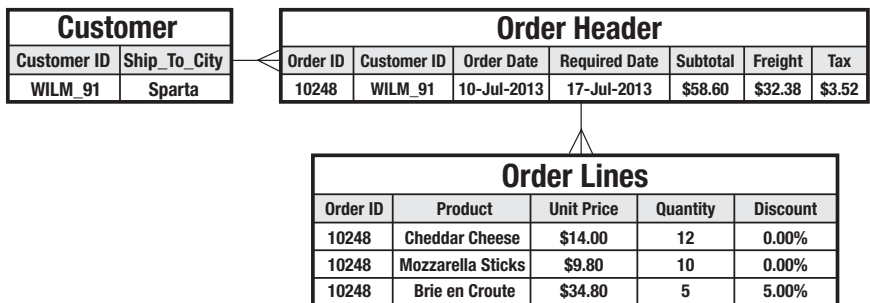 Customer
Customer ID Ship_To_City
WILM_91 Sparta
Order Header
Order ID Customer ID Order Date Required Date Subtotal Freight Tax
10248 WILM_91 10-Jul-2013 17-Jul-2013 $58.60 $32.38 $3.52
Order Lines
Order ID Product Unit Price Quantity Discount
10248 Cheddar Cheese $14.00 12 0.00%
10248 Mozzarella Sticks $9.80 10 0.00%
10248 Brie en Croute $34.80 5 5.00%